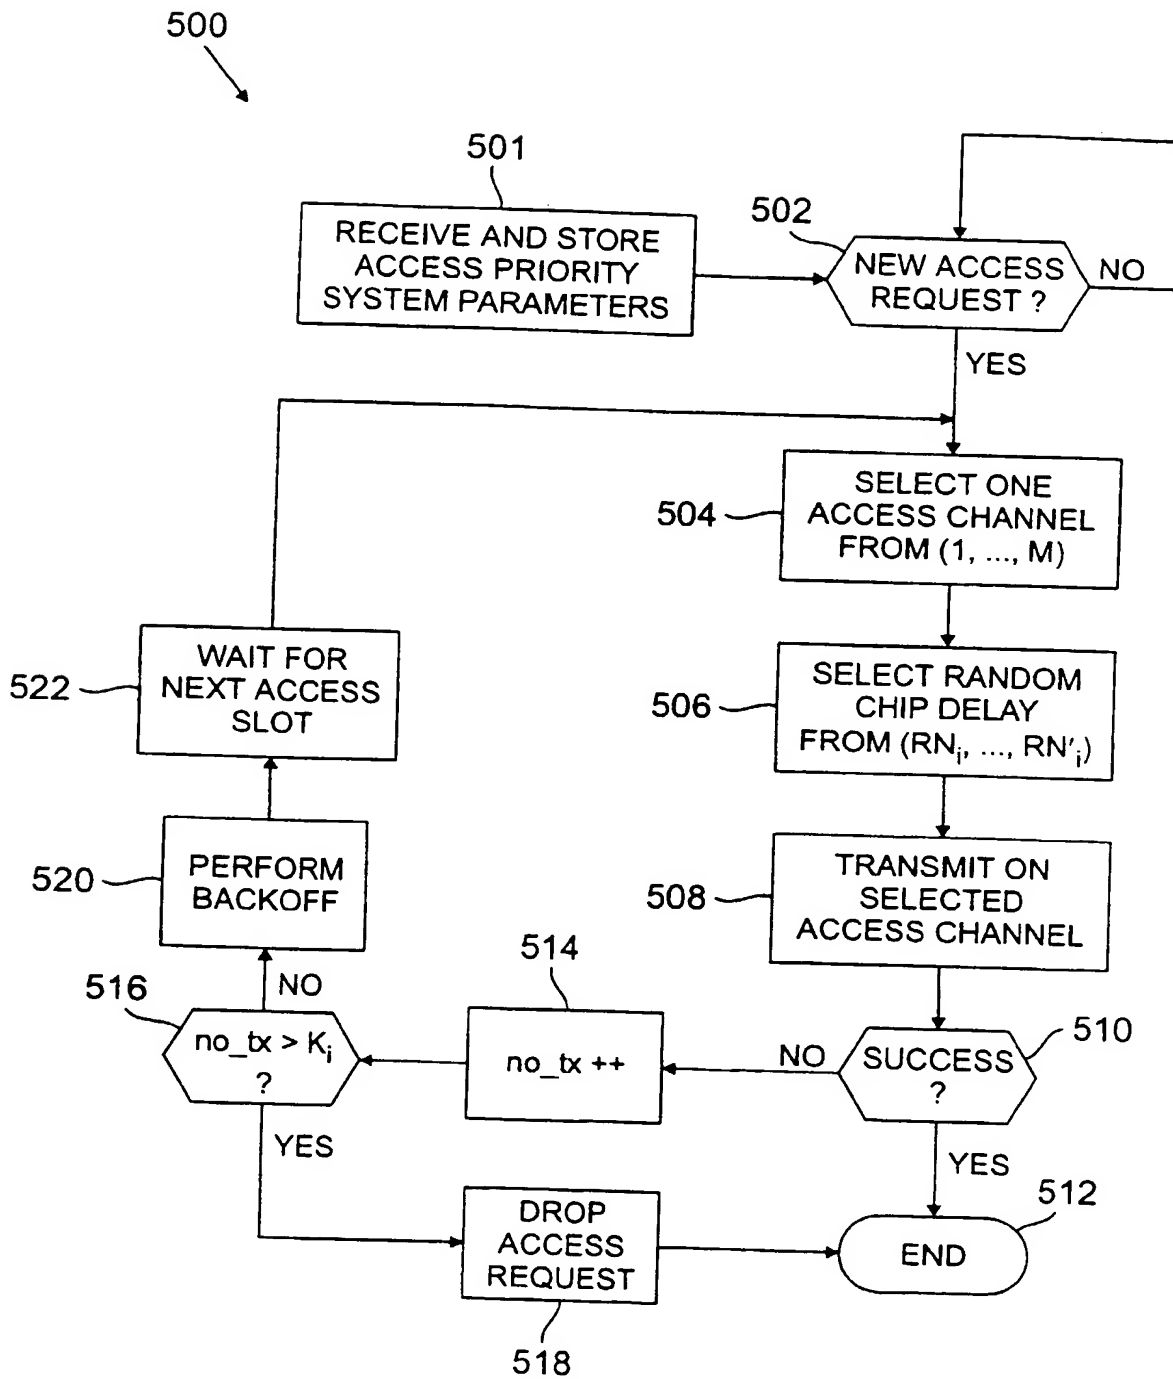 500
501
RECEIVE AND STORE
ACCESS PRIORITY
SYSTEM PARAMETERS
502
NEW ACCESS
REQUEST ?
NO
YES
504
SELECT ONE
ACCESS CHANNEL
FROM (1, ..., M)
522
WAIT FOR
NEXT ACCESS
SLOT
506
SELECT RANDOM
CHIP DELAY
FROM (RNi, ..., RN'i)
520
PERFORM
BACKOFF
508
TRANSMIT ON
SELECTED
ACCESS CHANNEL
516
NO
no_tx > Ki
?
YES
514
no_tx ++
NO
510
SUCCESS
?
YES
DROP
ACCESS
REQUEST
518
512
END